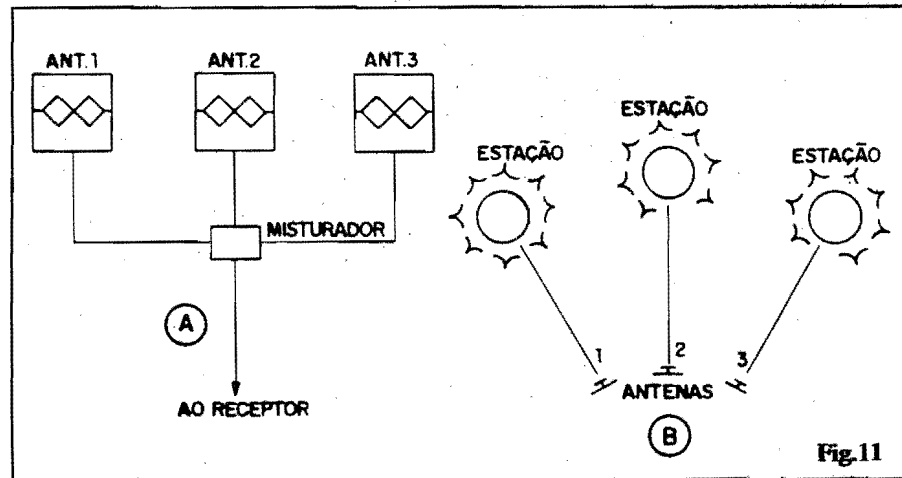 ANT.1
ANT.2
ANT.3
MISTURADOR
A
AO RECEPTOR
ESTAÇÃO
ESTAÇÃO
ESTAÇÃO
1
2
3
ANTENAS
B
Fig.11